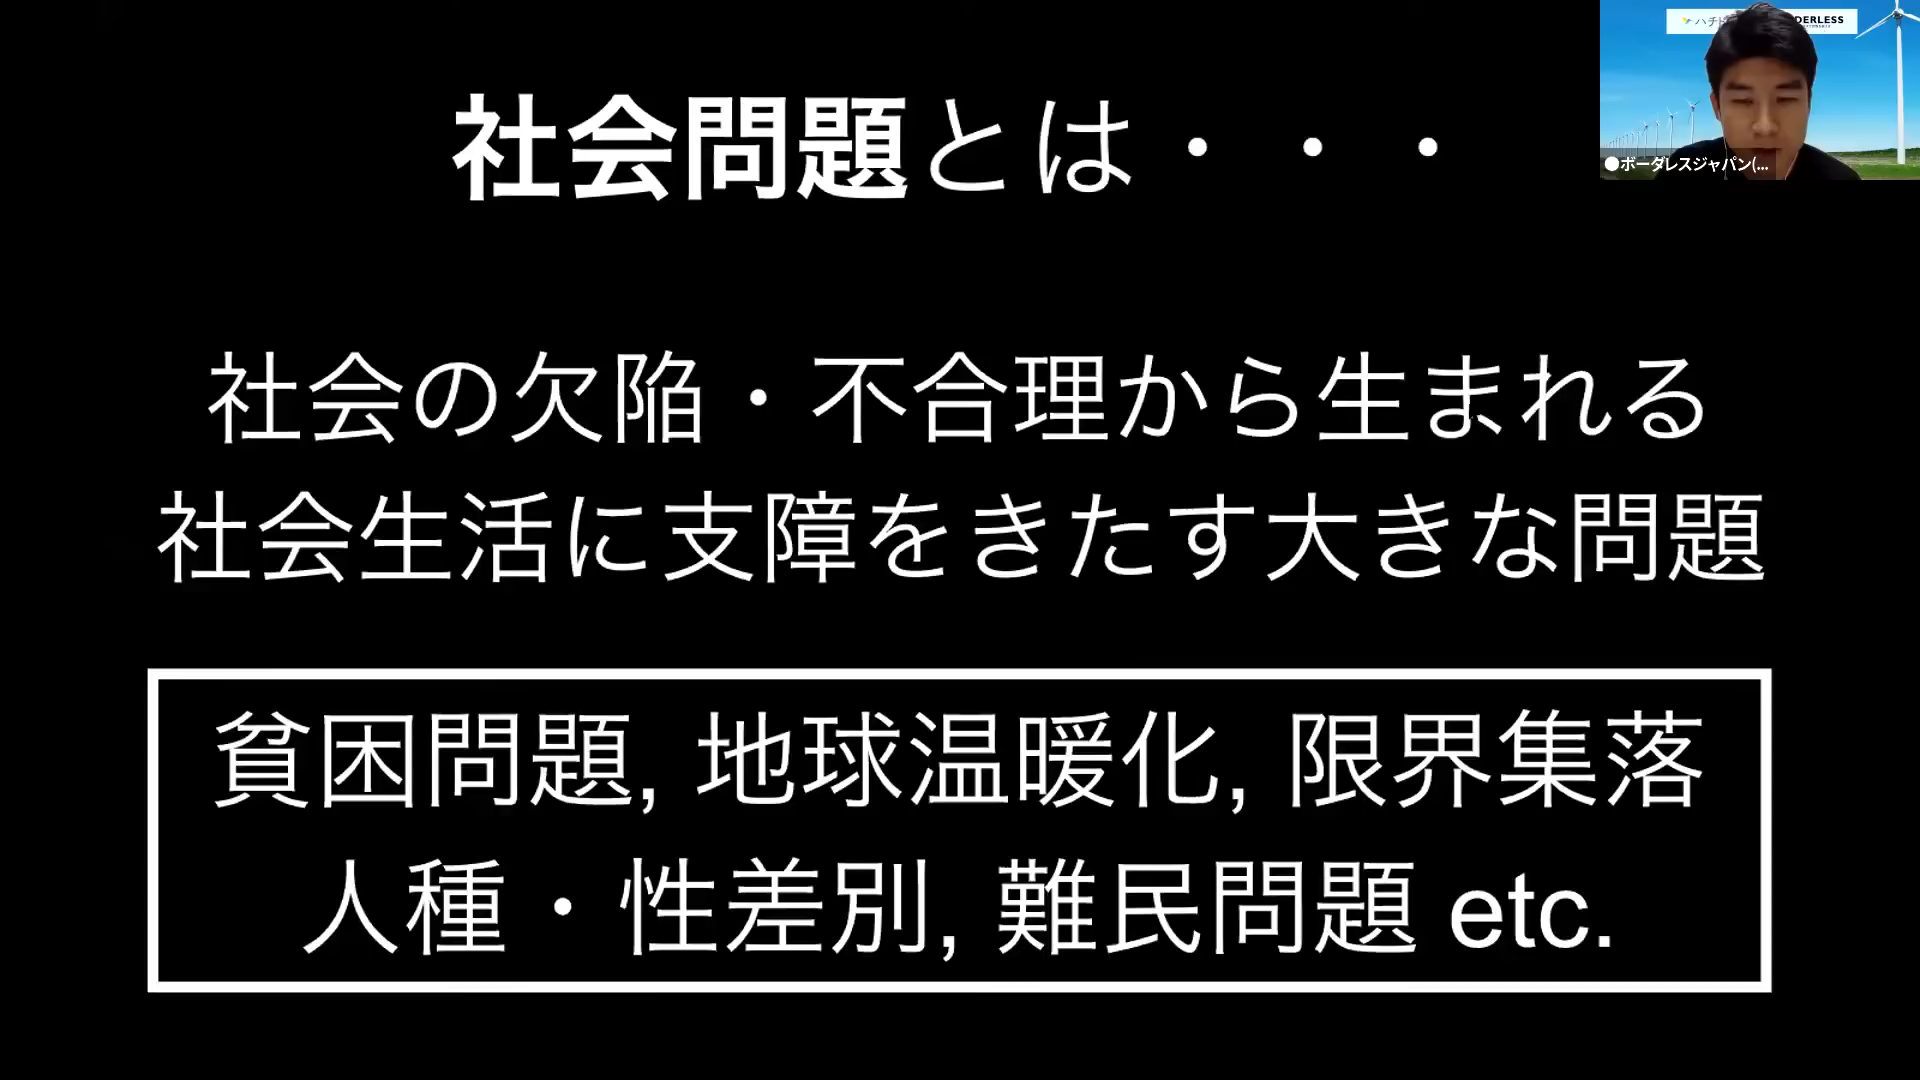 社会問題とは・・・
社会の欠陥・不合理から生まれる
社会生活に支障をきたす大きな問題
貧困問題, 地球温暖化, 限界集落
人種・性差別, 難民問題 etc.
DERLESS
●ボーダレスジャパン(...